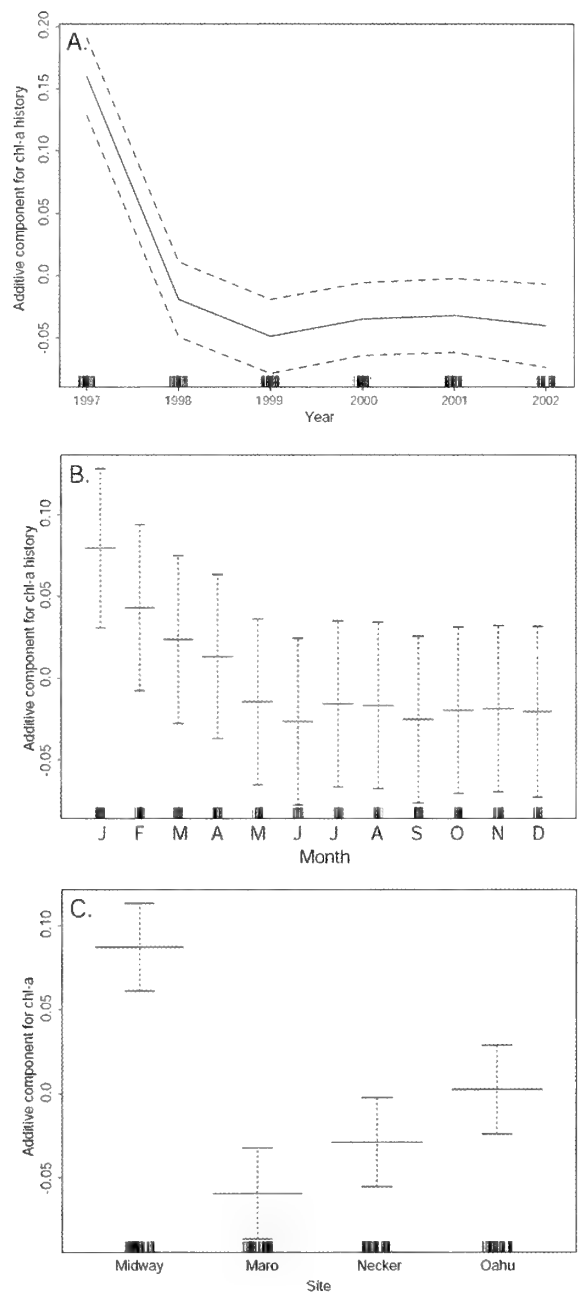 A.
0.20
0.15
0.10
0.05
0.0
-0.05
Additive component for chl-a history
1997 1998 1999 2000 2001 2002
Year
B.
0.10
0.05
0.0
-0.05
Additive component for chl-a history
J F M A M J J A S O N D
Month
C.
0.10
0.05
0.0
-0.05
Additive component for chl-a
Midway Maro Necker Oahu
Site